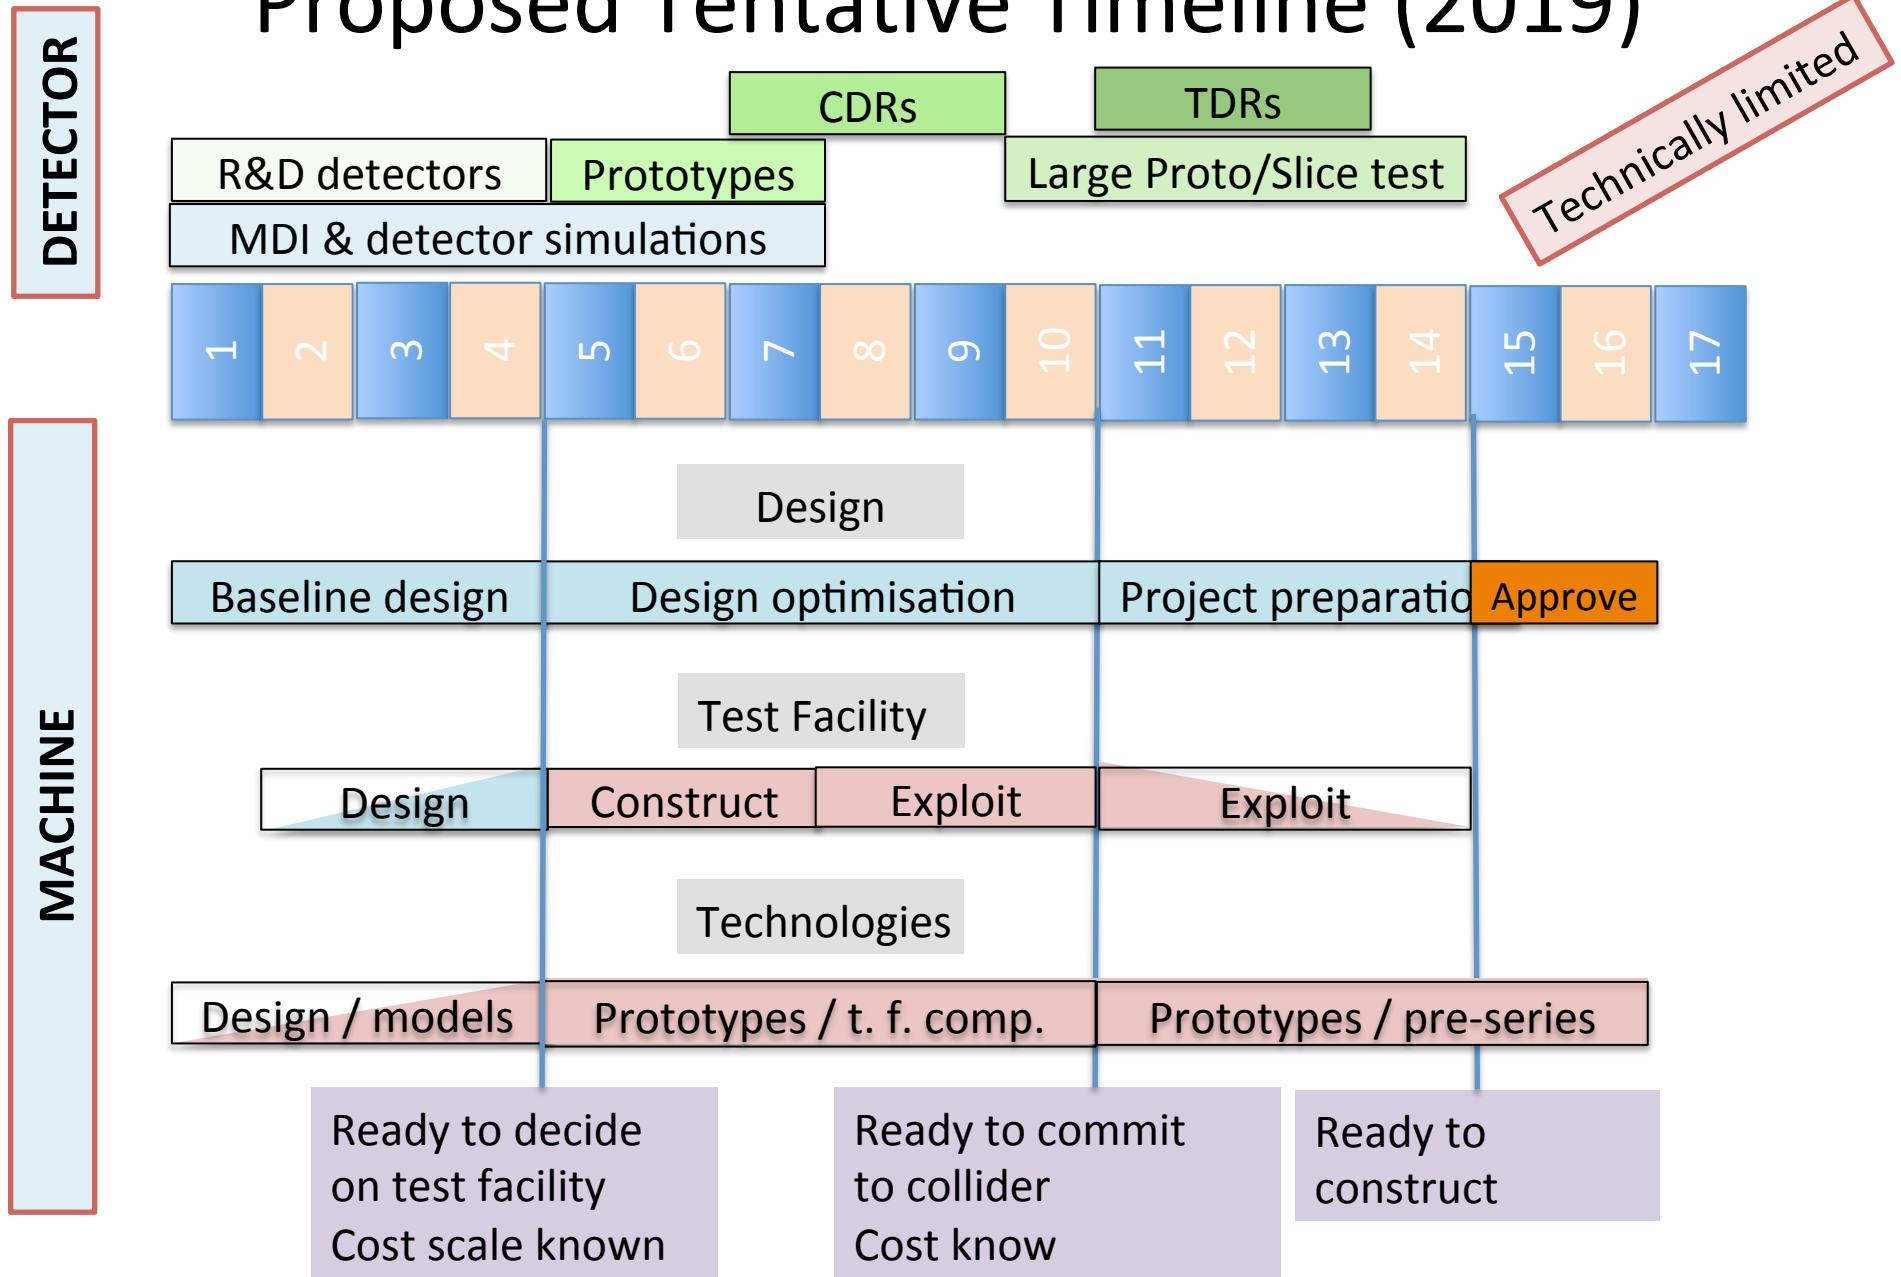 Proposed Tentative Timeline (2019)
Technically limited
DETECTOR
CDRs
TDRs
R&D detectors
Prototypes
Large Proto/Slice test
MDI & detector simulations
1 2 3 4 5 6 7 8 9 10 11 12 13 14 15 16 17
MACHINE
Design
Baseline design
Design optimisation
Project preparatio
Approve
Test Facility
Design
Construct
Exploit
Exploit
Technologies
Design / models
Prototypes / t. f. comp.
Prototypes / pre-series
Ready to decide
on test facility
Cost scale known
Ready to commit
to collider
Cost know
Ready to
construct